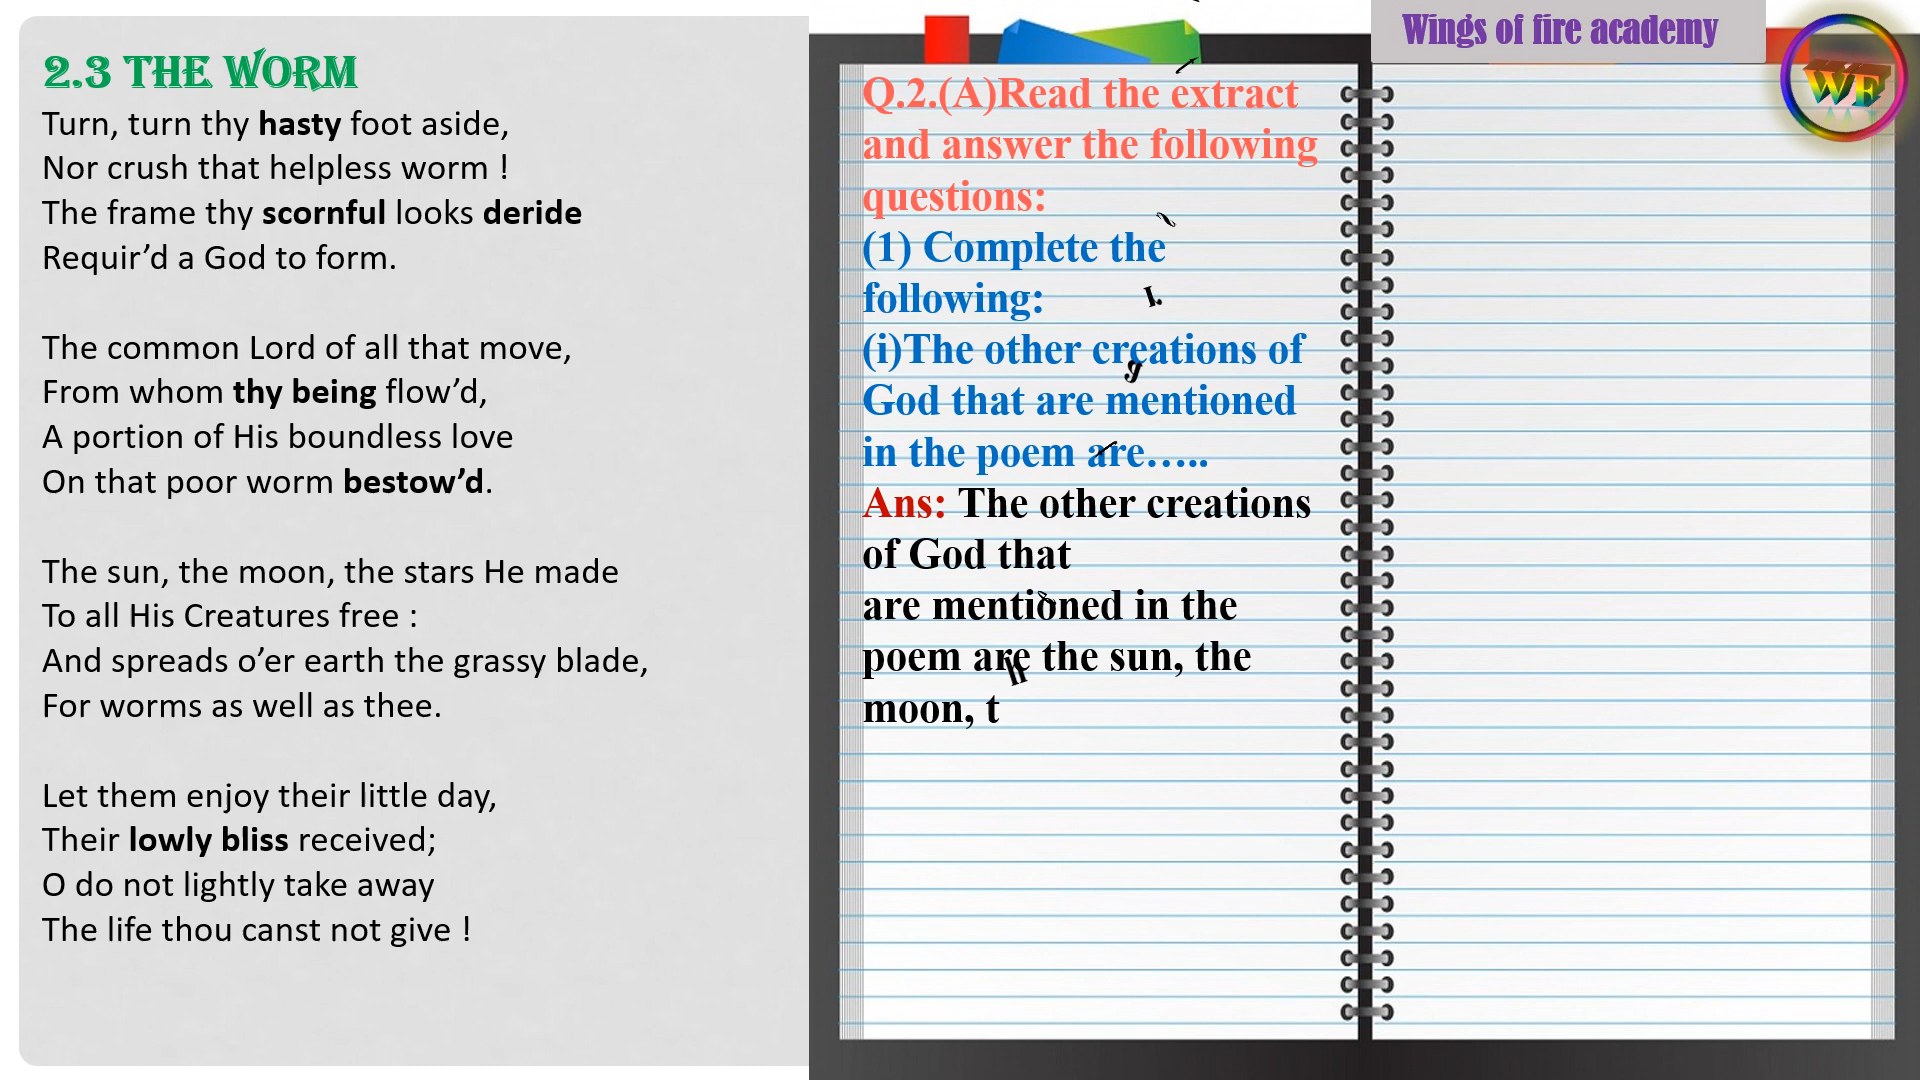 2.3 THE WORM
Turn, turn thy hasty foot aside,
Nor crush that helpless worm !
The frame thy scornful looks deride
Requir’d a God to form.
The common Lord of all that move,
From whom thy being flow’d,
A portion of His boundless love
On that poor worm bestow’d.
The sun, the moon, the stars He made
To all His Creatures free :
And spreads o’er earth the grassy blade,
For worms as well as thee.
Let them enjoy their little day,
Their lowly bliss received;
O do not lightly take away
The life thou canst not give !
Wings of fire academy
WF
Q.2.(A)Read the extract
and answer the following
questions:
(1) Complete the
following:
(i)The other creations of
God that are mentioned
in the poem are…..
Ans: The other creations
of God that
are mentioned in the
poem are the sun, the
moon, t